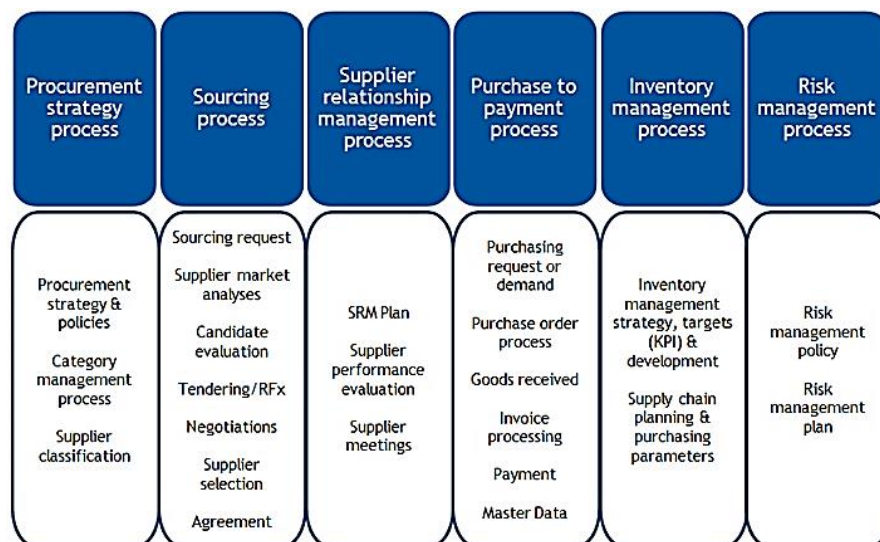 Procurement
strategy
process
Sourcing
process
Supplier
relationship
management
process
Purchase to
payment
process
Inventory
management
process
Risk
management
process
Procurement
strategy &
policies
Category
management
process
Supplier
classification
Sourcing request
Supplier market
analyses
Candidate
evaluation
Tendering/RFx
Negotiations
Supplier
selection
Agreement
SRM Plan
Supplier
performance
evaluation
Supplier
meetings
Purchasing
request or
demand
Purchase order
process
Goods received
Invoice
processing
Payment
Master Data
Inventory
management
strategy, targets
(KPI) &
development
Supply chain
planning &
purchasing
parameters
Risk
management
policy
Risk
management
plan